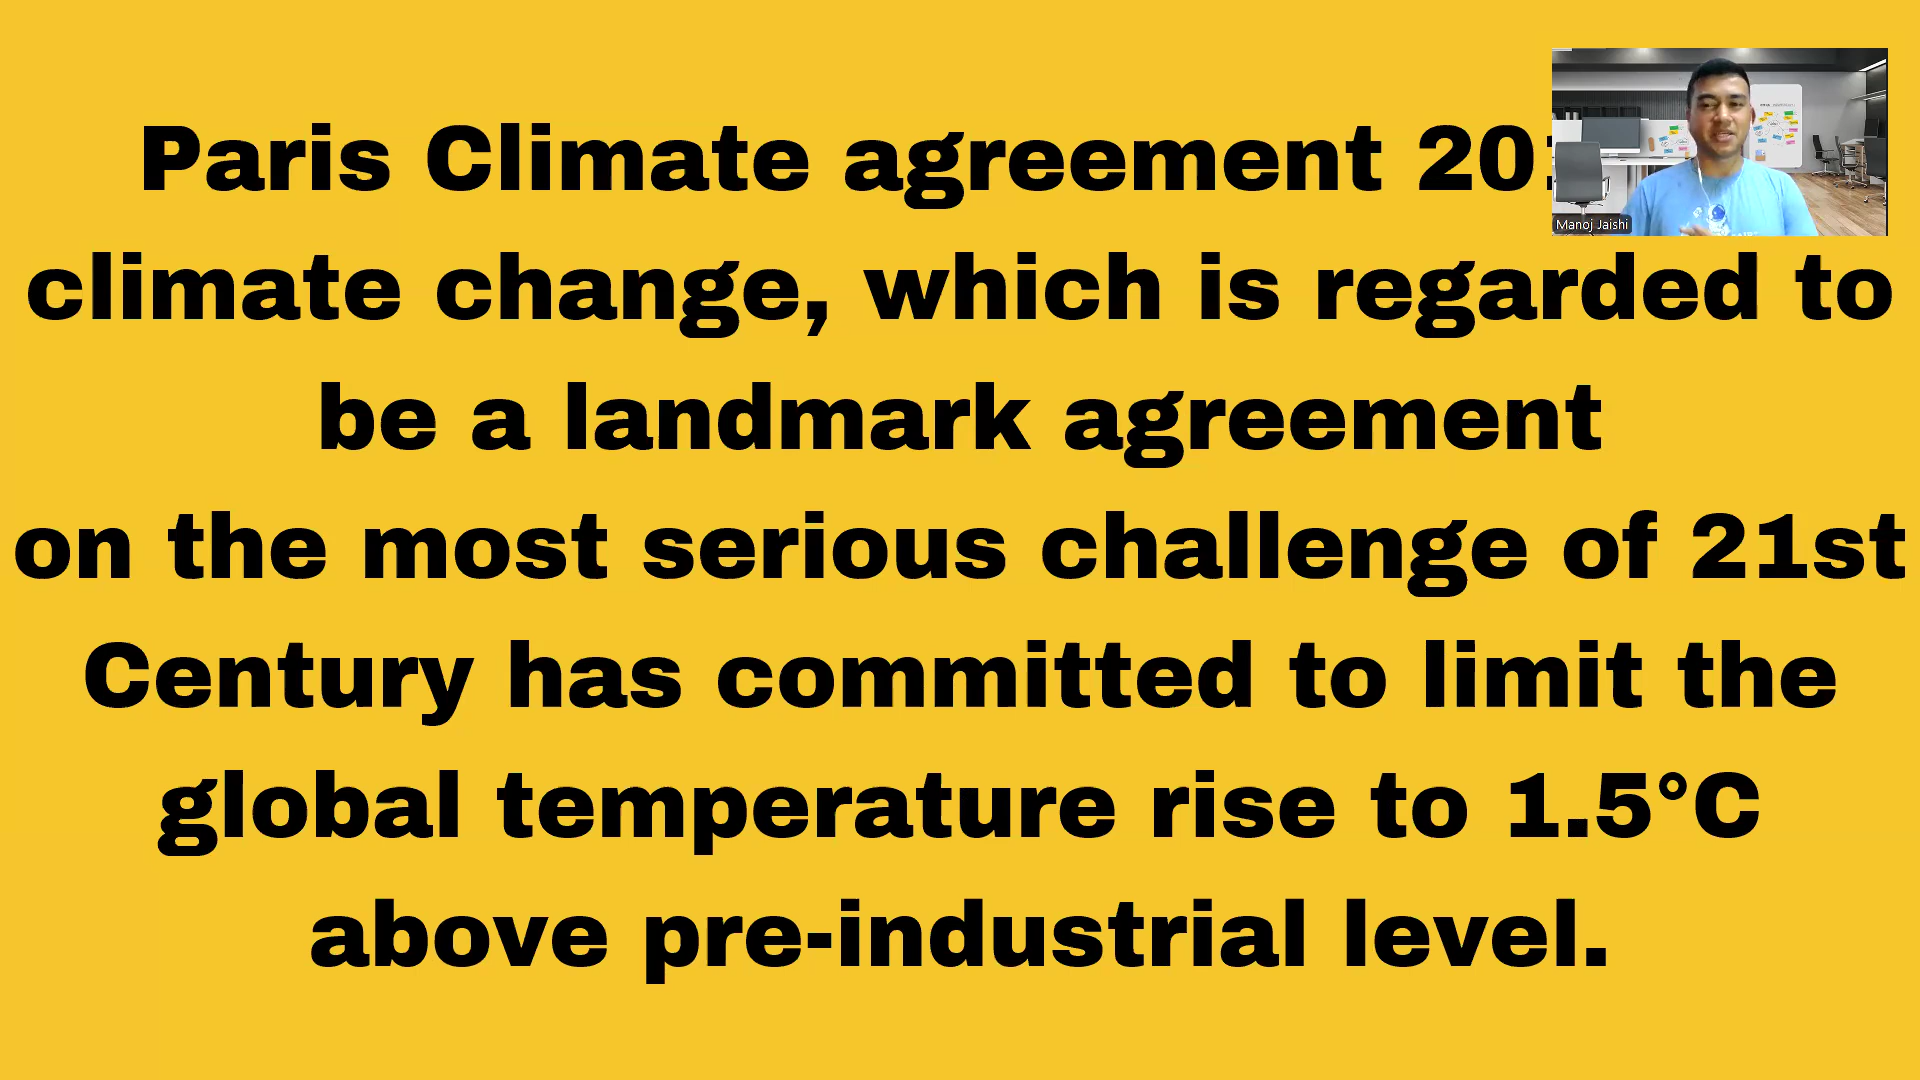 Paris Climate agreement
climate change, which is regarded to
be a landmark agreement
on the most serious challenge of 21st
Century has committed to limit the
global temperature rise to 1.5°C
above pre-industrial level.
Manoj Jaishi